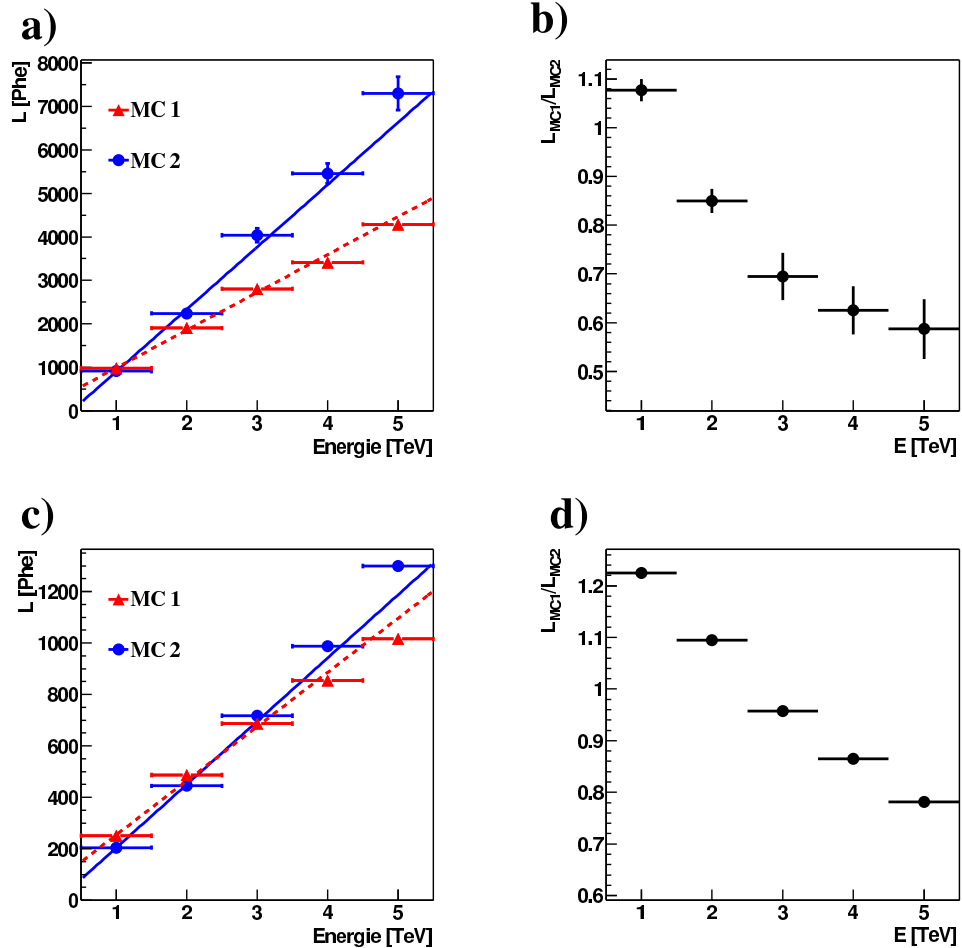 a)
L [Phe]
8000
7000
6000
5000
4000
3000
2000
1000
0
MC 1
MC 2
1 2 3 4 5
Energie [TeV]
b)
L_MC1/L_MC2
1.1
1
0.9
0.8
0.7
0.6
0.5
1 2 3 4 5
E [TeV]
c)
L [Phe]
1200
1000
800
600
400
200
0
MC 1
MC 2
1 2 3 4 5
Energie [TeV]
d)
L_MC1/L_MC2
1.2
1.1
1
0.9
0.8
0.7
0.6
1 2 3 4 5
E [TeV]